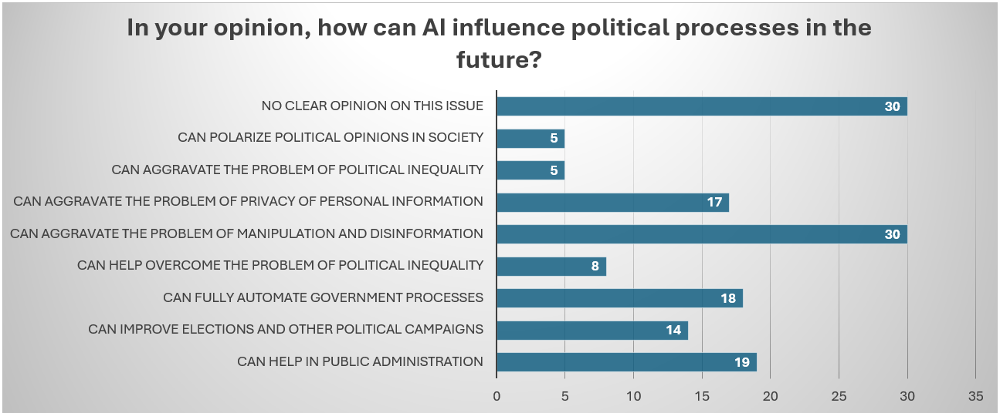 In your opinion, how can AI influence political processes in the
future?
NO CLEAR OPINION ON THIS ISSUE
30
CAN POLARIZE POLITICAL OPINIONS IN SOCIETY
5
CAN AGGRAVATE THE PROBLEM OF POLITICAL INEQUALITY
5
CAN AGGRAVATE THE PROBLEM OF PRIVACY OF PERSONAL INFORMATION
17
CAN AGGRAVATE THE PROBLEM OF MANIPULATION AND DISINFORMATION
30
CAN HELP OVERCOME THE PROBLEM OF POLITICAL INEQUALITY
8
CAN FULLY AUTOMATE GOVERNMENT PROCESSES
18
CAN IMPROVE ELECTIONS AND OTHER POLITICAL CAMPAIGNS
14
CAN HELP IN PUBLIC ADMINISTRATION
19
0 5 10 15 20 25 30 35